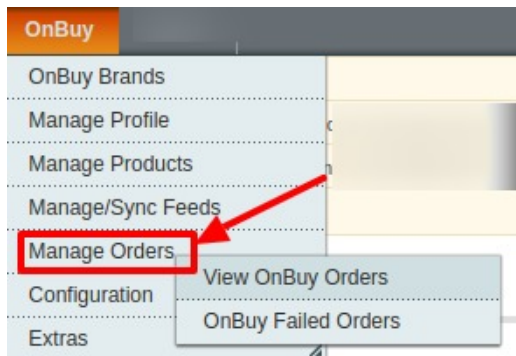 OnBuy
OnBuy Brands
Manage Profile
Manage Products
Manage/Sync Feeds
Manage Orders
View OnBuy Orders
Configuration
OnBuy Failed Orders
Extras